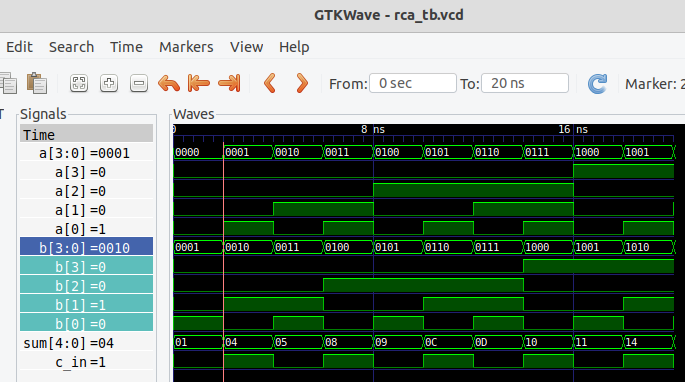 GTKWave - rca_tb.vcd
Edit Search Time Markers View Help
From: 0 sec To: 20 ns Marker: 2
T Signals Waves
Time 0 8 ns 16 ns
a[3:0]=0001 0000 0001 0010 0011 0100 0101 0110 0111 1000 1001
a[3]=0
a[2]=0
a[1]=0
a[0]=1
b[3:0]=0010 0001 0010 0011 0100 0101 0110 0111 1000 1001 1010
b[3]=0
b[2]=0
b[1]=1
b[0]=0
sum[4:0]=04 01 04 05 08 09 0C 0D 10 11 14
c_in=1